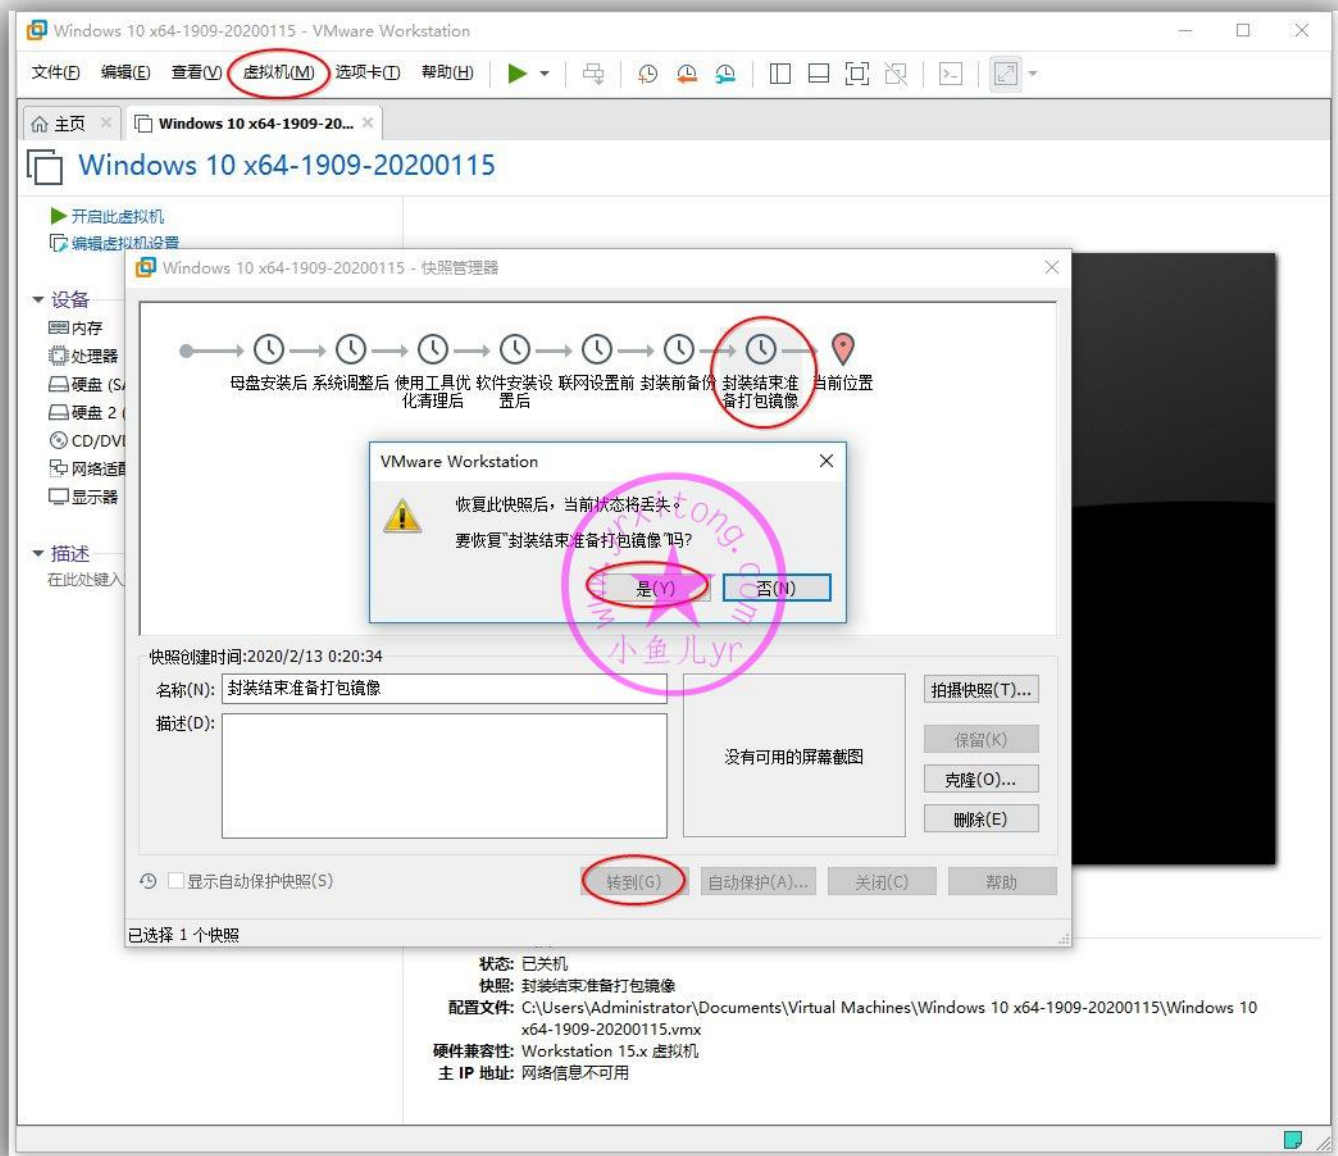 Windows 10 x64-1909-20200115 - VMware Workstation
文件(F) 编辑(E) 查看(V) 虚拟机(M) 选项卡(T) 帮助(H)
主页 Windows 10 x64-1909-20...
Windows 10 x64-1909-20200115
开启此虚拟机
编辑虚拟机设置
Windows 10 x64-1909-20200115 - 快照管理器
设备
内存
处理器
硬盘 (SA
硬盘 2 (
CD/DVI
网络适配
显示器
描述
在此处键入
母盘安装后 系统调整后 使用工具优 软件安装设 联网设置前 封装前备份 封装结束准 当前位置
化清理后 置后 备打包镜像
VMware Workstation
恢复此快照后，当前状态将丢失。
要恢复"封装结束准备打包镜像"吗?
是(Y) 否(N)
www.yrxitong.com
小鱼儿yr
快照创建时间:2020/2/13 0:20:34
名称(N): 封装结束准备打包镜像
拍摄快照(T)...
描述(D):
没有可用的屏幕截图
保留(K)
克隆(O)...
删除(E)
显示自动保护快照(S)
转到(G) 自动保护(A)... 关闭(C) 帮助
已选择 1 个快照
状态: 已关机
快照: 封装结束准备打包镜像
配置文件: C:\Users\Administrator\Documents\Virtual Machines\Windows 10 x64-1909-20200115\Windows 10
x64-1909-20200115.vmx
硬件兼容性: Workstation 15.x 虚拟机
主 IP 地址: 网络信息不可用